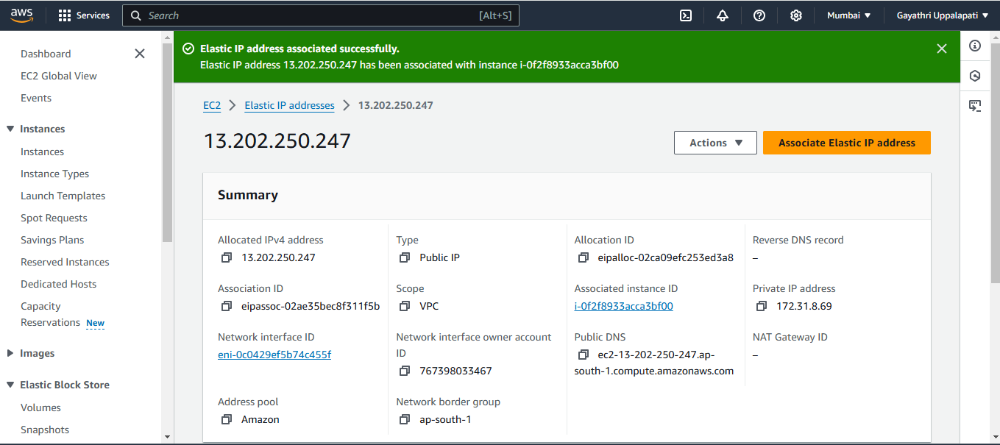 aws
Services
Search
[Alt+S]
Mumbai
Gayathri Uppalapati
Dashboard
EC2 Global View
Events
Instances
Instances
Instance Types
Launch Templates
Spot Requests
Savings Plans
Reserved Instances
Dedicated Hosts
Capacity
Reservations New
Images
Elastic Block Store
Volumes
Snapshots
Elastic IP address associated successfully.
Elastic IP address 13.202.250.247 has been associated with instance i-0f2f8933acca3bf00
EC2 > Elastic IP addresses > 13.202.250.247
13.202.250.247
Actions
Associate Elastic IP address
Summary
Allocated IPv4 address
13.202.250.247
Type
Public IP
Allocation ID
eipalloc-02ca09efc253ed3a8
Reverse DNS record
–
Association ID
eipassoc-02ae35bec8f311f5b
Scope
VPC
Associated instance ID
i-0f2f8933acca3bf00
Private IP address
172.31.8.69
Network interface ID
eni-0c0429ef5b74c455f
Network interface owner account
ID
767398033467
Public DNS
ec2-13-202-250-247.ap-
south-1.compute.amazonaws.com
NAT Gateway ID
–
Address pool
Amazon
Network border group
ap-south-1